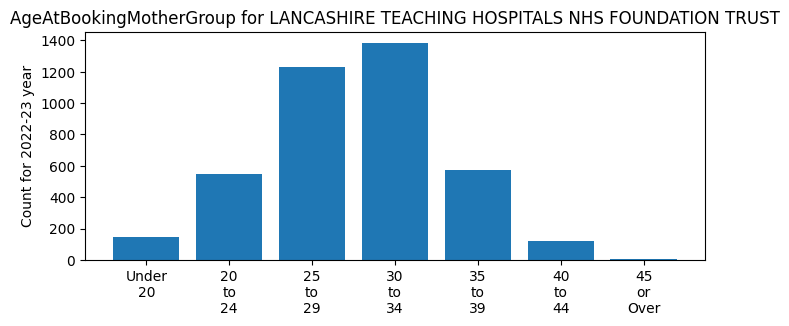 AgeAtBookingMotherGroup for LANCASHIRE TEACHING HOSPITALS NHS FOUNDATION TRUST
Count for 2022-23 year
1400
1200
1000
800
600
400
200
0
Under
20
20
to
24
25
to
29
30
to
34
35
to
39
40
to
44
45
or
Over